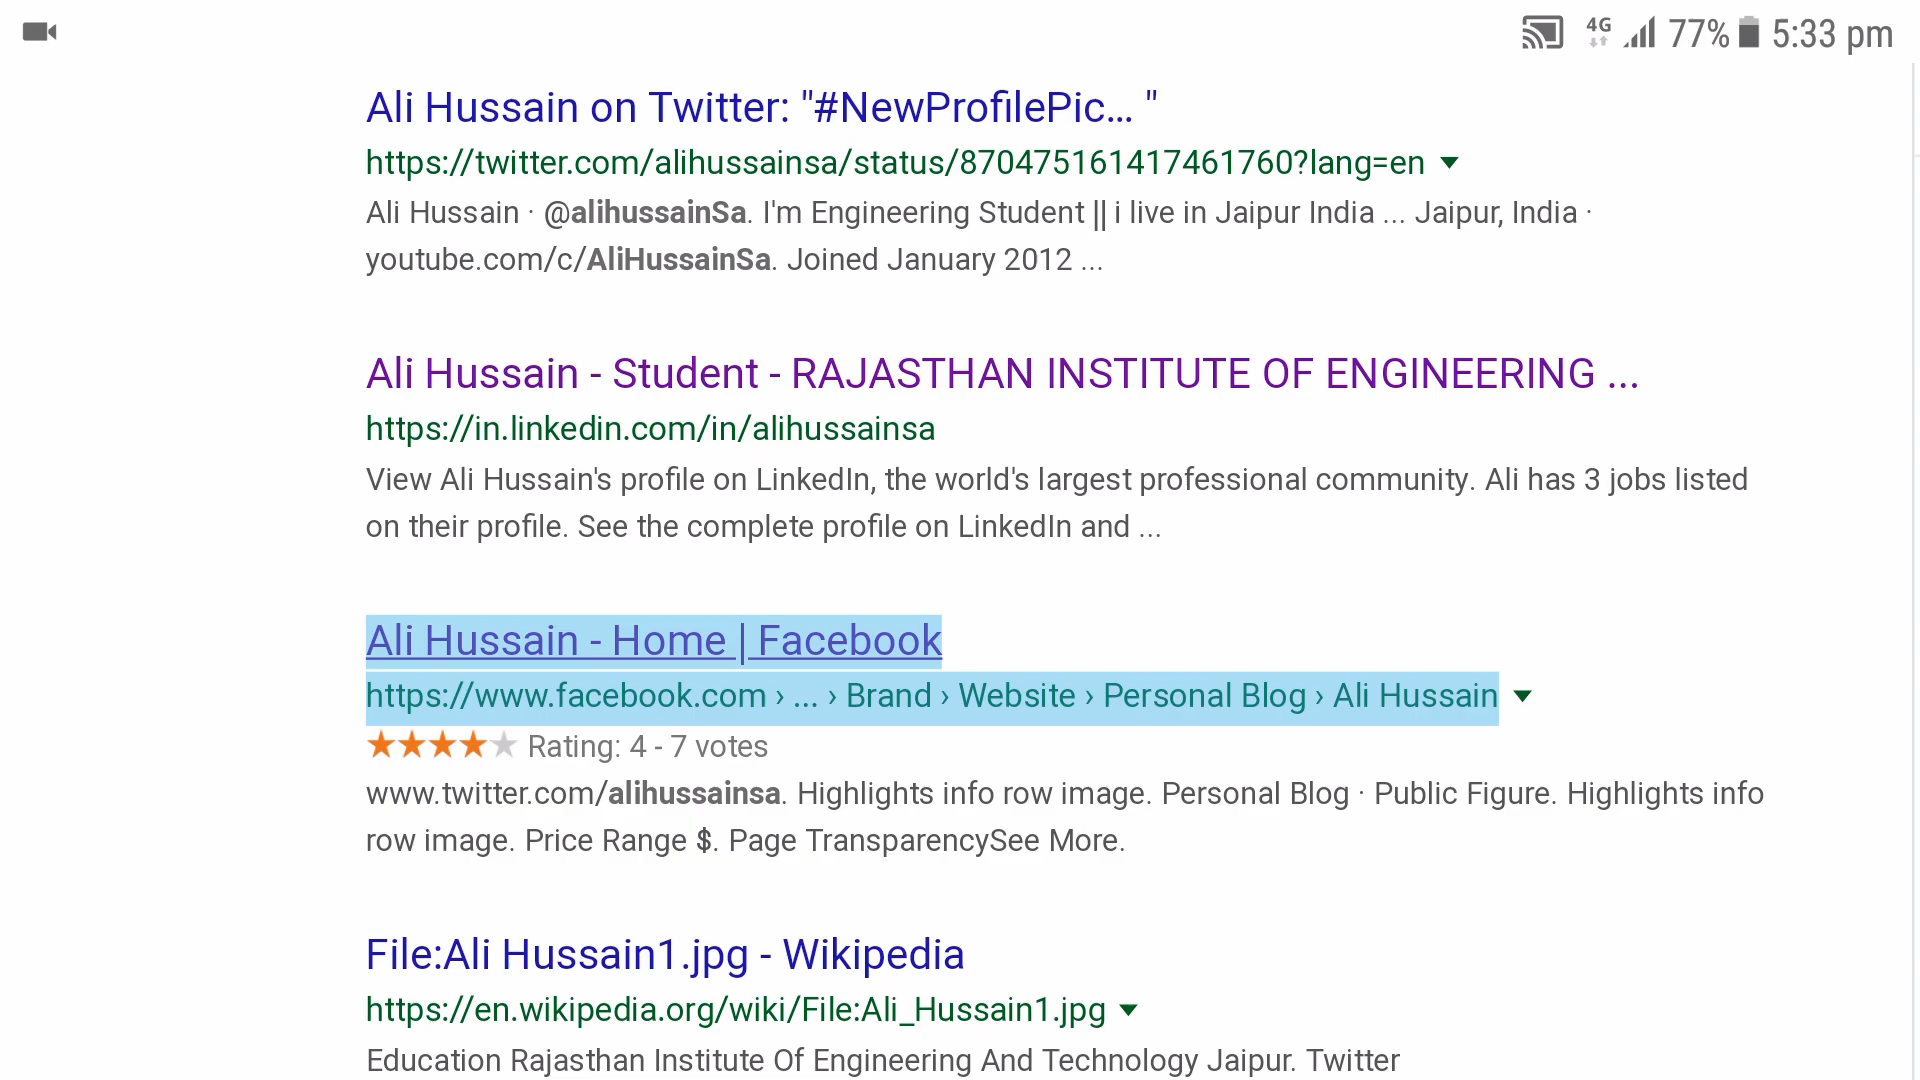 4G 77% 5:33 pm
Ali Hussain on Twitter: "#NewProfilePic... "
https://twitter.com/alihussainsa/status/870475161417461760?lang=en
Ali Hussain · @alihussainSa. I'm Engineering Student || i live in Jaipur India ... Jaipur, India ·
youtube.com/c/AliHussainSa. Joined January 2012 ...
Ali Hussain - Student - RAJASTHAN INSTITUTE OF ENGINEERING ...
https://in.linkedin.com/in/alihussainsa
View Ali Hussain's profile on LinkedIn, the world's largest professional community. Ali has 3 jobs listed
on their profile. See the complete profile on LinkedIn and ...
Ali Hussain - Home | Facebook
https://www.facebook.com › ... › Brand › Website › Personal Blog › Ali Hussain
Rating: 4 - 7 votes
www.twitter.com/alihussainsa. Highlights info row image. Personal Blog · Public Figure. Highlights info
row image. Price Range $. Page TransparencySee More.
File:Ali Hussain1.jpg - Wikipedia
https://en.wikipedia.org/wiki/File:Ali_Hussain1.jpg
Education Rajasthan Institute Of Engineering And Technology Jaipur. Twitter